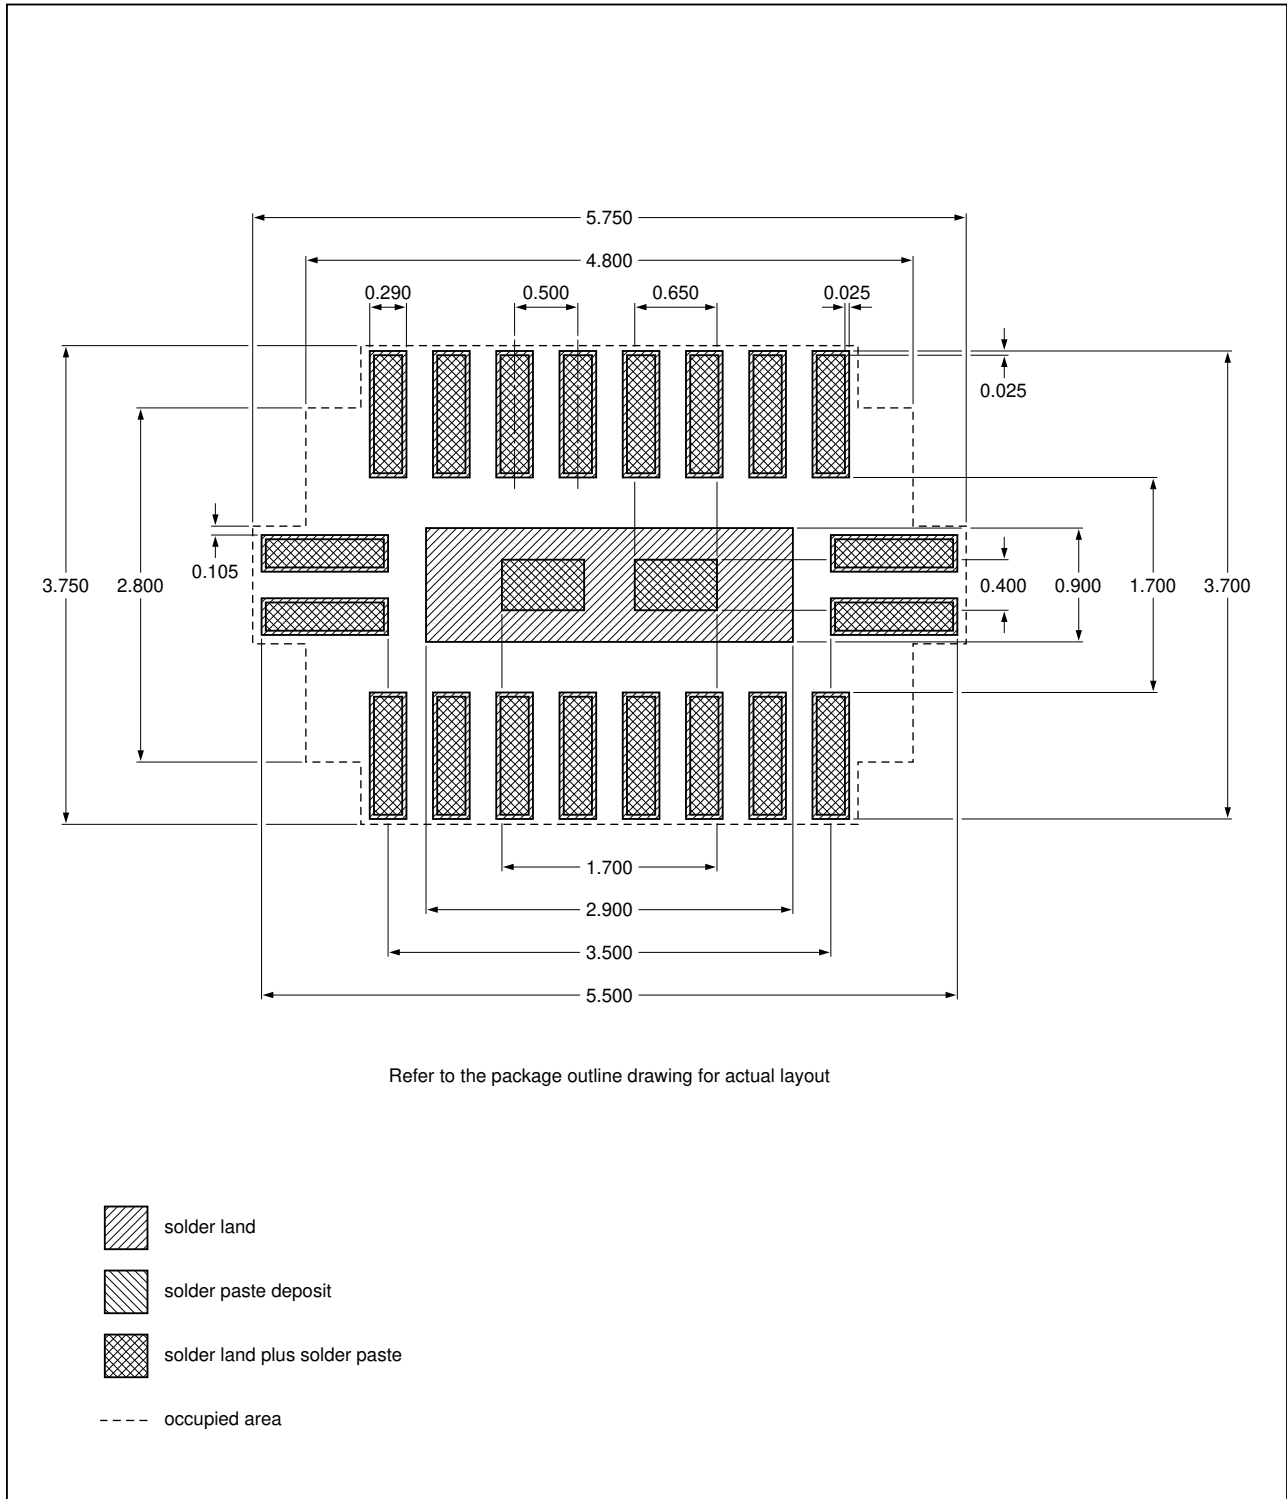 5.750
4.800
0.290 0.500 0.650 0.025
0.025
0.105
3.750 2.800 0.400 0.900 1.700 3.700
1.700
2.900
3.500
5.500
Refer to the package outline drawing for actual layout
solder land
solder paste deposit
solder land plus solder paste
occupied area